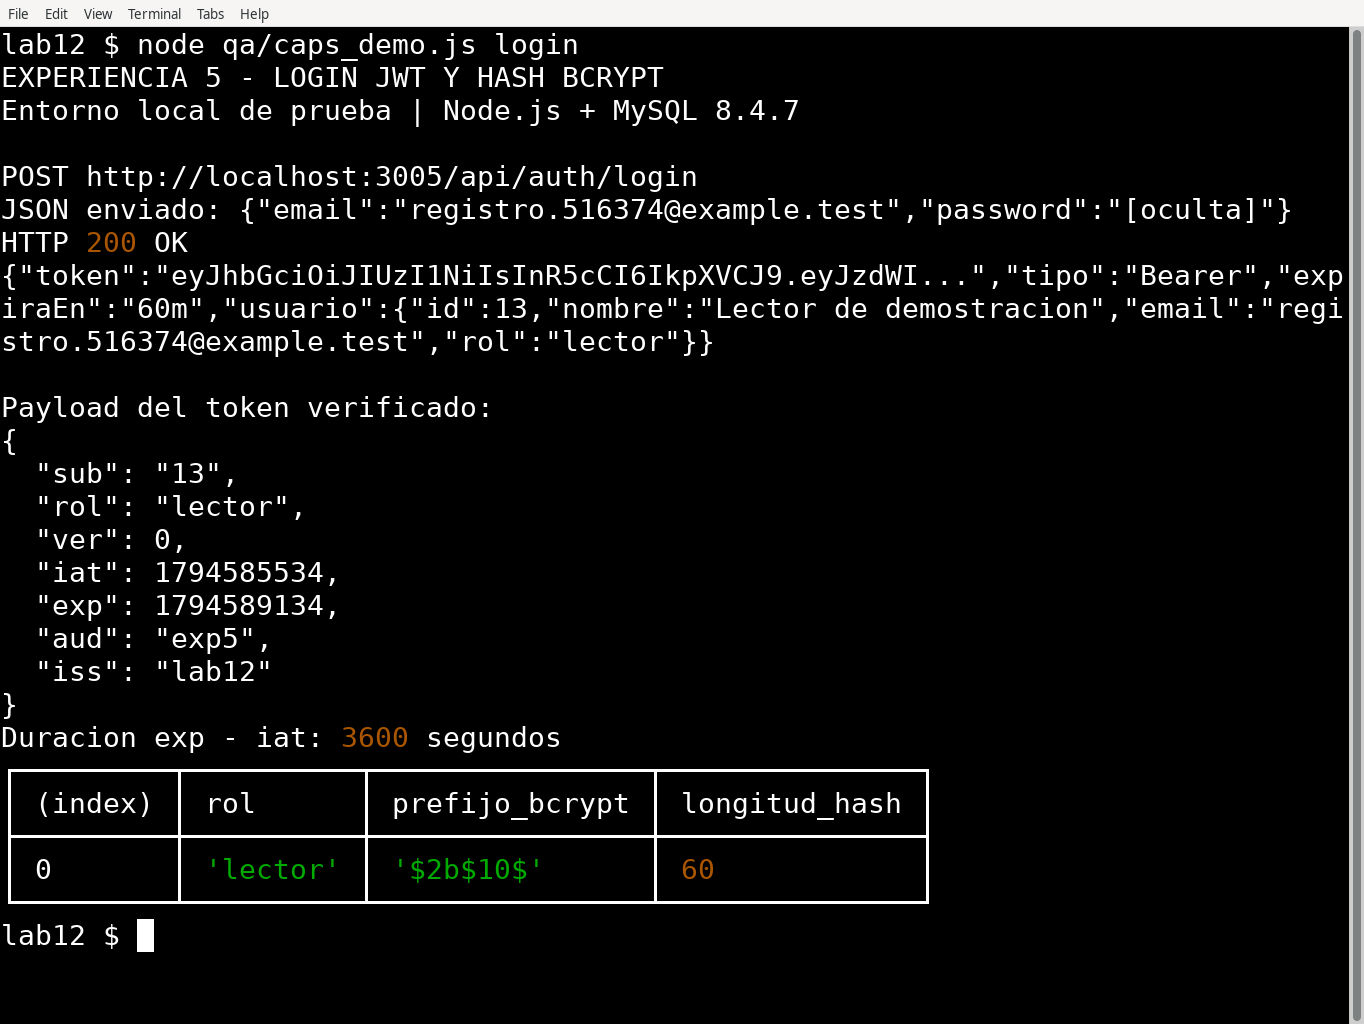 File Edit View Terminal Tabs Help
lab12 $ node qa/caps_demo.js login
EXPERIENCIA 5 - LOGIN JWT Y HASH BCRYPT
Entorno local de prueba | Node.js + MySQL 8.4.7
POST http://localhost:3005/api/auth/login
JSON enviado: {"email":"registro.516374@example.test","password":"[oculta]"}
HTTP 200 OK
{"token":"eyJhbGciOiJIUzI1NiIsInR5cCI6IkpXVCJ9.eyJzdWI...","tipo":"Bearer","exp
iraEn":"60m","usuario":{"id":13,"nombre":"Lector de demostracion","email":"regi
stro.516374@example.test","rol":"lector"}}
Payload del token verificado:
{
  "sub": "13",
  "rol": "lector",
  "ver": 0,
  "iat": 1794585534,
  "exp": 1794589134,
  "aud": "exp5",
  "iss": "lab12"
}
Duracion exp - iat: 3600 segundos
(index) rol prefijo_bcrypt longitud_hash
0 'lector' '$2b$10$' 60
lab12 $